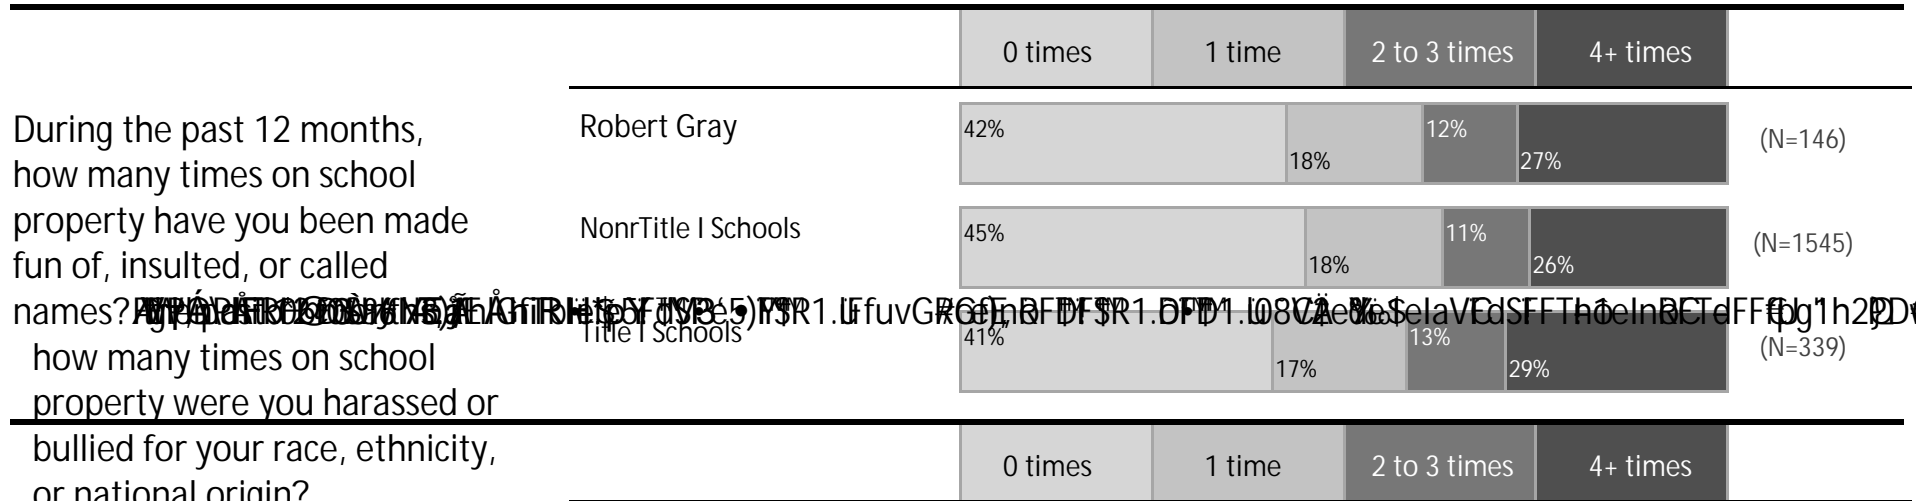 0 times 1 time 2 to 3 times 4+ times
During the past 12 months,
how many times on school
property have you been made
fun of, insulted, or called
names?
Robert Gray 42% 18% 12% 27% (N=146)
NonrTitle I Schools 45% 18% 11% 26% (N=1545)
Title I Schools 41% 17% 13% 29% (N=339)
how many times on school
property were you harassed or
bullied for your race, ethnicity,
or national origin?
0 times 1 time 2 to 3 times 4+ times